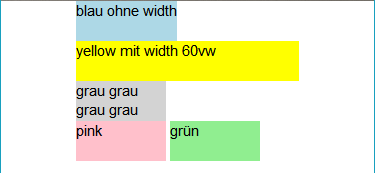 blau ohne width
yellow mit width 60vw
grau grau
grau grau
pink grün